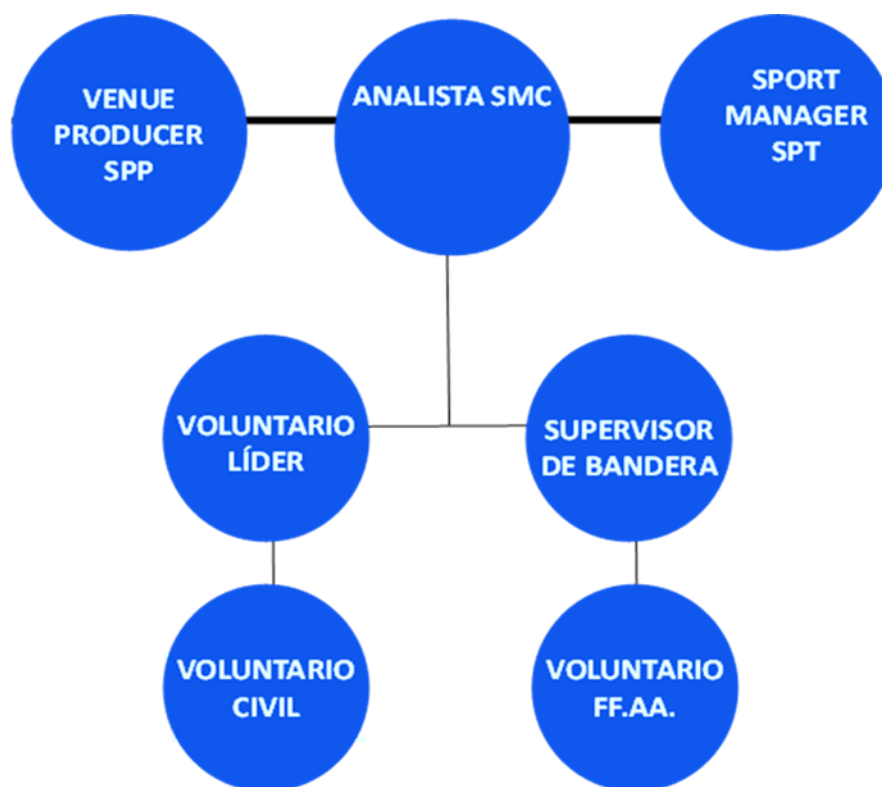 VENUE
PRODUCER
SPP
ANALISTA SMC
SPORT
MANAGER
SPT
VOLUNTARIO
LÍDER
SUPERVISOR
DE BANDERA
VOLUNTARIO
CIVIL
VOLUNTARIO
FF.AA.